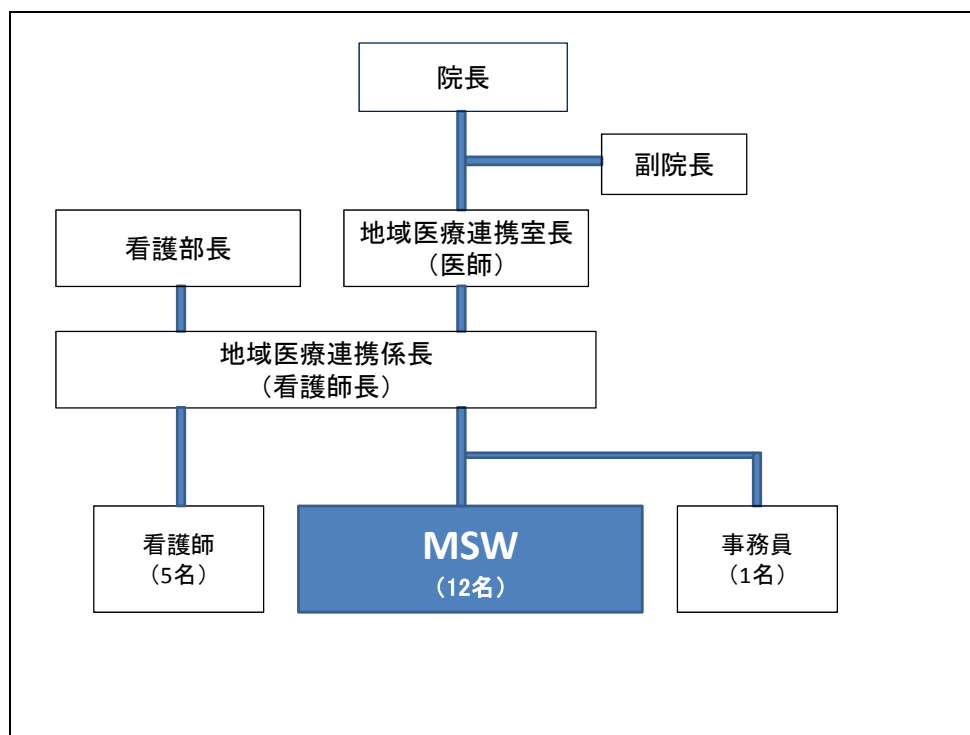 院長
副院長
看護部長
地域医療連携室長
（医師）
地域医療連携係長
（看護師長）
看護師
（5名）
MSW
（12名）
事務員
（1名）